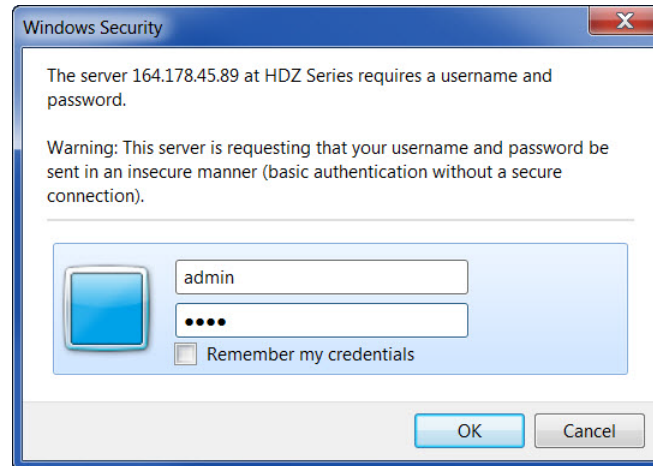 Windows Security
The server 164.178.45.89 at HDZ Series requires a username and
password.
Warning: This server is requesting that your username and password be
sent in an insecure manner (basic authentication without a secure
connection).
admin
••••
Remember my credentials
OK
Cancel